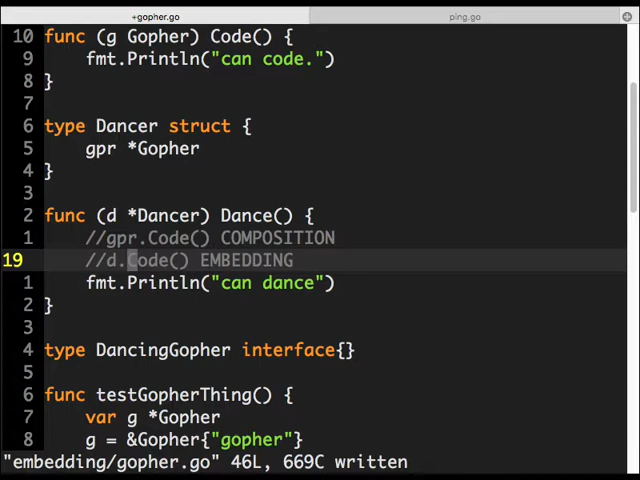 +gopher.go ping.go
10 func (g Gopher) Code() {
9 fmt.Println("can code.")
8 }
7
6 type Dancer struct {
5 gpr *Gopher
4 }
3
2 func (d *Dancer) Dance() {
1 //gpr.Code() COMPOSITION
19 //d.Code() EMBEDDING
1 fmt.Println("can dance")
2 }
3
4 type DancingGopher interface{}
5
6 func testGopherThing() {
7 var g *Gopher
8 g = &Gopher{"gopher"}
"embedding/gopher.go" 46L, 669C written